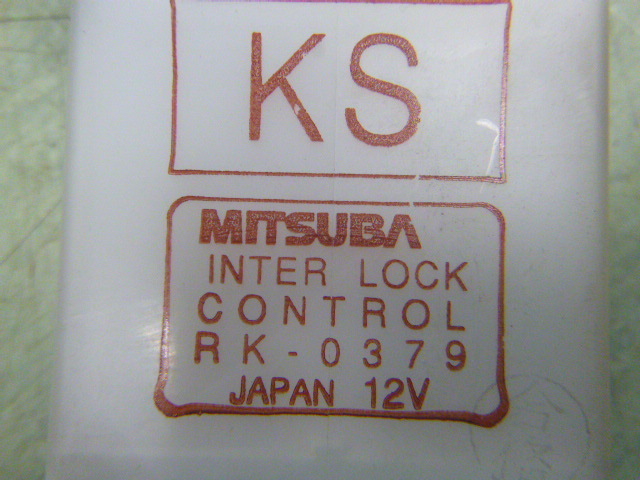 KS
MITSUBA
INTER LOCK
CONTROL
RK-0379
JAPAN 12V